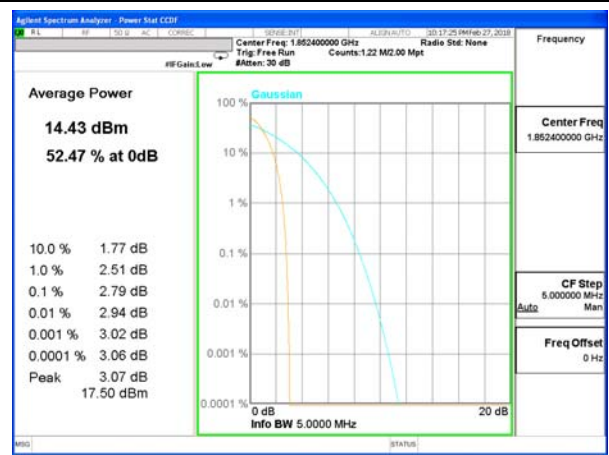 Agilent Spectrum Analyzer - Power Stat CCDF
RL RF 50 Ω AC CORREC SENSE:INT ALIGN AUTO 10:17:25 PM Feb 27, 2018
Center Freq: 1.852400000 GHz Radio Std: None
Trig: Free Run Counts:1.22 M/2.00 Mpt
#IFGain:Low #Atten: 30 dB
Frequency
Average Power
14.43 dBm
52.47 % at 0dB
10.0 % 1.77 dB
1.0 % 2.51 dB
0.1 % 2.79 dB
0.01 % 2.94 dB
0.001 % 3.02 dB
0.0001 % 3.06 dB
Peak 3.07 dB
17.50 dBm
Gaussian
100 %
10 %
1 %
0.1 %
0.01 %
0.001 %
0.0001 %
0 dB 20 dB
Info BW 5.0000 MHz
Center Freq
1.852400000 GHz
CF Step
5.000000 MHz
Auto Man
Freq Offset
0 Hz
MSG STATUS